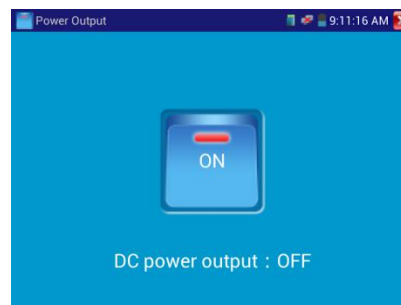 Power Output
9:11:16 AM
ON
DC power output : OFF